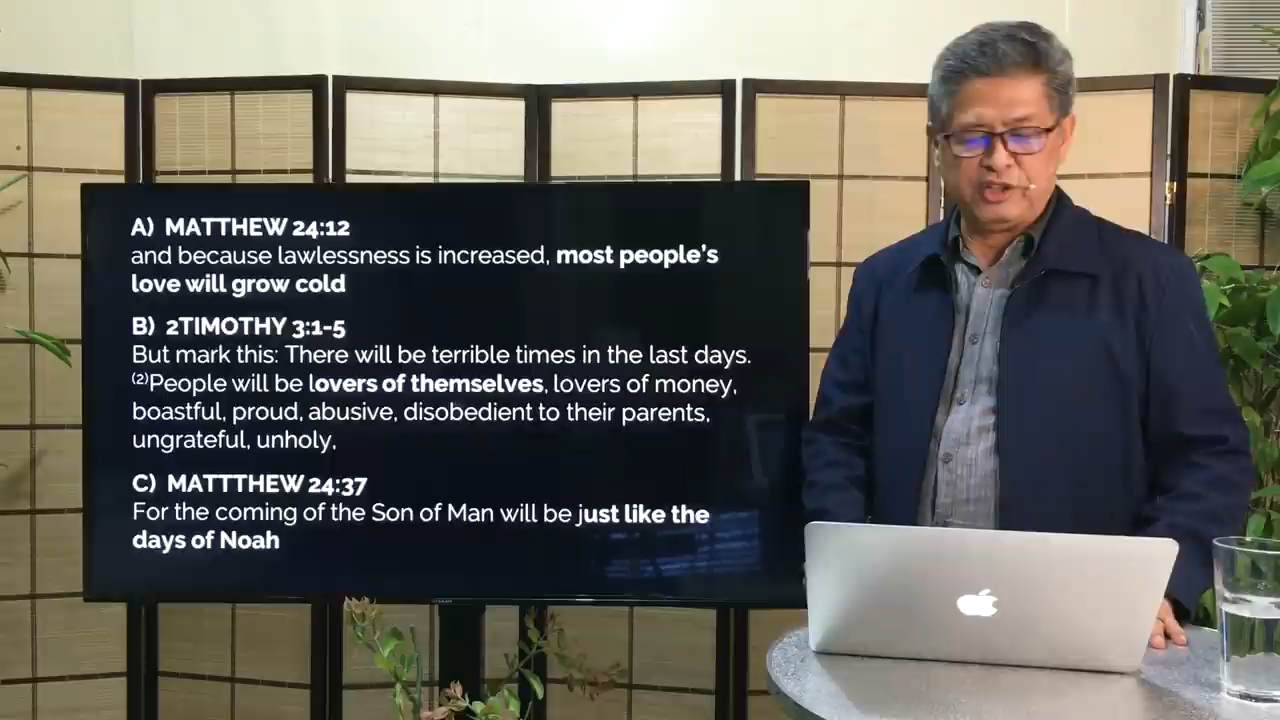 A) MATTHEW 24:12
and because lawlessness is increased, most people's
love will grow cold
B) 2TIMOTHY 3:1-5
But mark this: There will be terrible times in the last days.
(2)People will be lovers of themselves, lovers of money,
boastful, proud, abusive, disobedient to their parents,
ungrateful, unholy,
C) MATTTHEW 24:37
For the coming of the Son of Man will be just like the
days of Noah